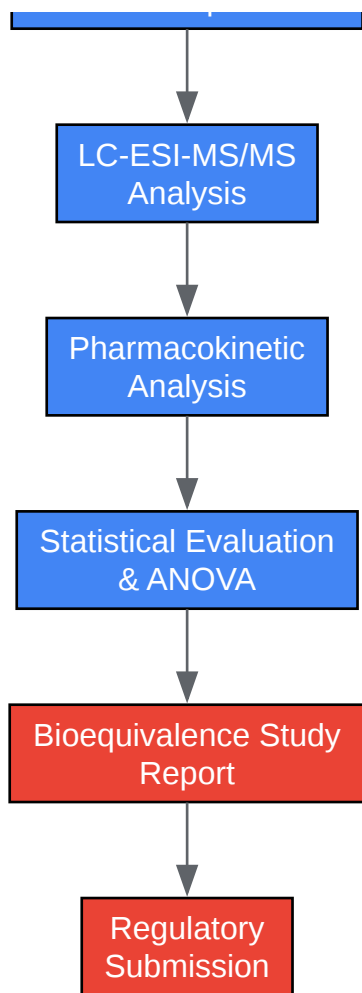 LC-ESI-MS/MS
Analysis
Pharmacokinetic
Analysis
Statistical Evaluation
& ANOVA
Bioequivalence Study
Report
Regulatory
Submission